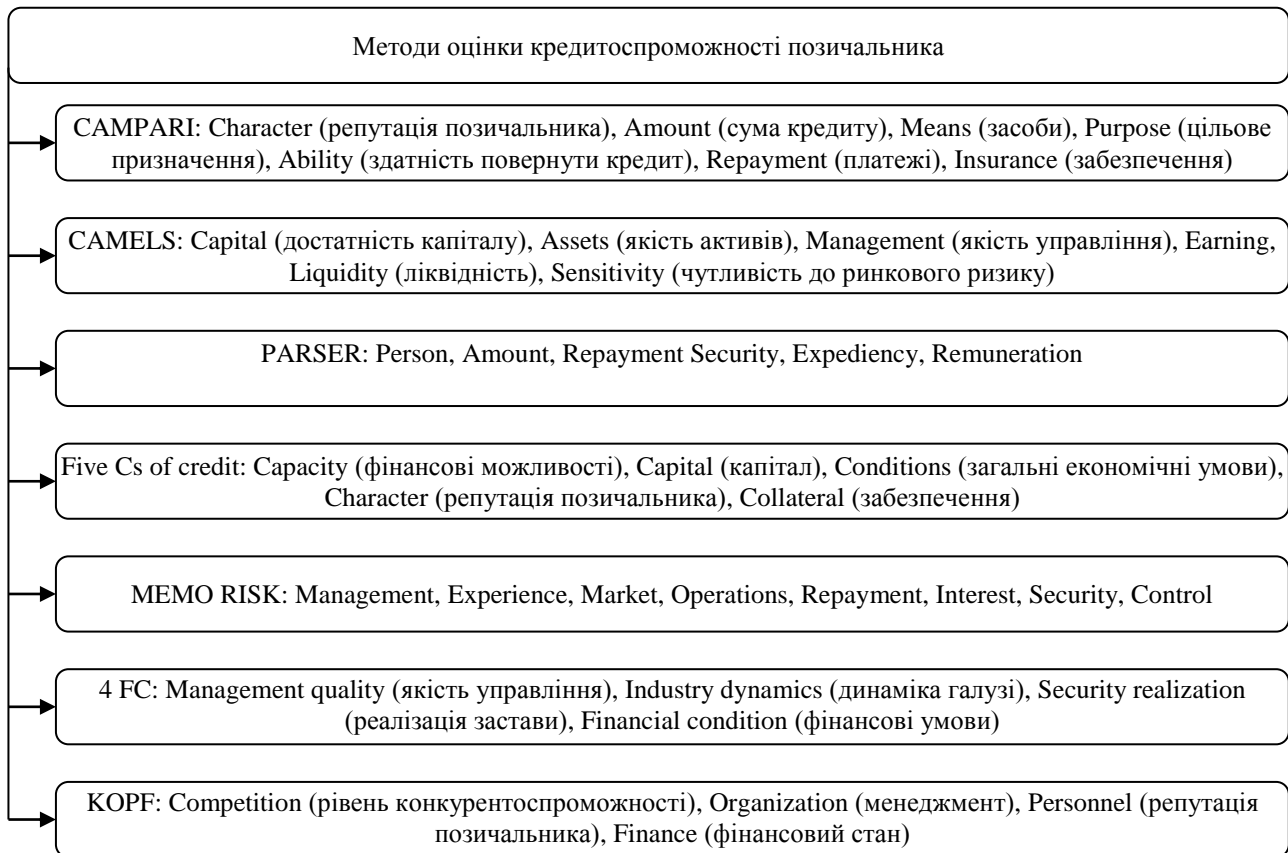 Методи оцінки кредитоспроможності позичальника
CAMPARI: Character (репутація позичальника), Amount (сума кредиту), Means (засоби), Purpose (цільове
призначення), Ability (здатність повернути кредит), Repayment (платежі), Insurance (забезпечення)
CAMELS: Capital (достатність капіталу), Assets (якість активів), Management (якість управління), Earning,
Liquidity (ліквідність), Sensitivity (чутливість до ринкового ризику)
PARSER: Person, Amount, Repayment Security, Expediency, Remuneration
Five Cs of credit: Capacity (фінансові можливості), Capital (капітал), Conditions (загальні економічні умови),
Character (репутація позичальника), Collateral (забезпечення)
MEMO RISK: Management, Experience, Market, Operations, Repayment, Interest, Security, Control
4 FC: Management quality (якість управління), Industry dynamics (динаміка галузі), Security realization
(реалізація застави), Financial condition (фінансові умови)
KOPF: Competition (рівень конкурентоспроможності), Organization (менеджмент), Personnel (репутація
позичальника), Finance (фінансовий стан)